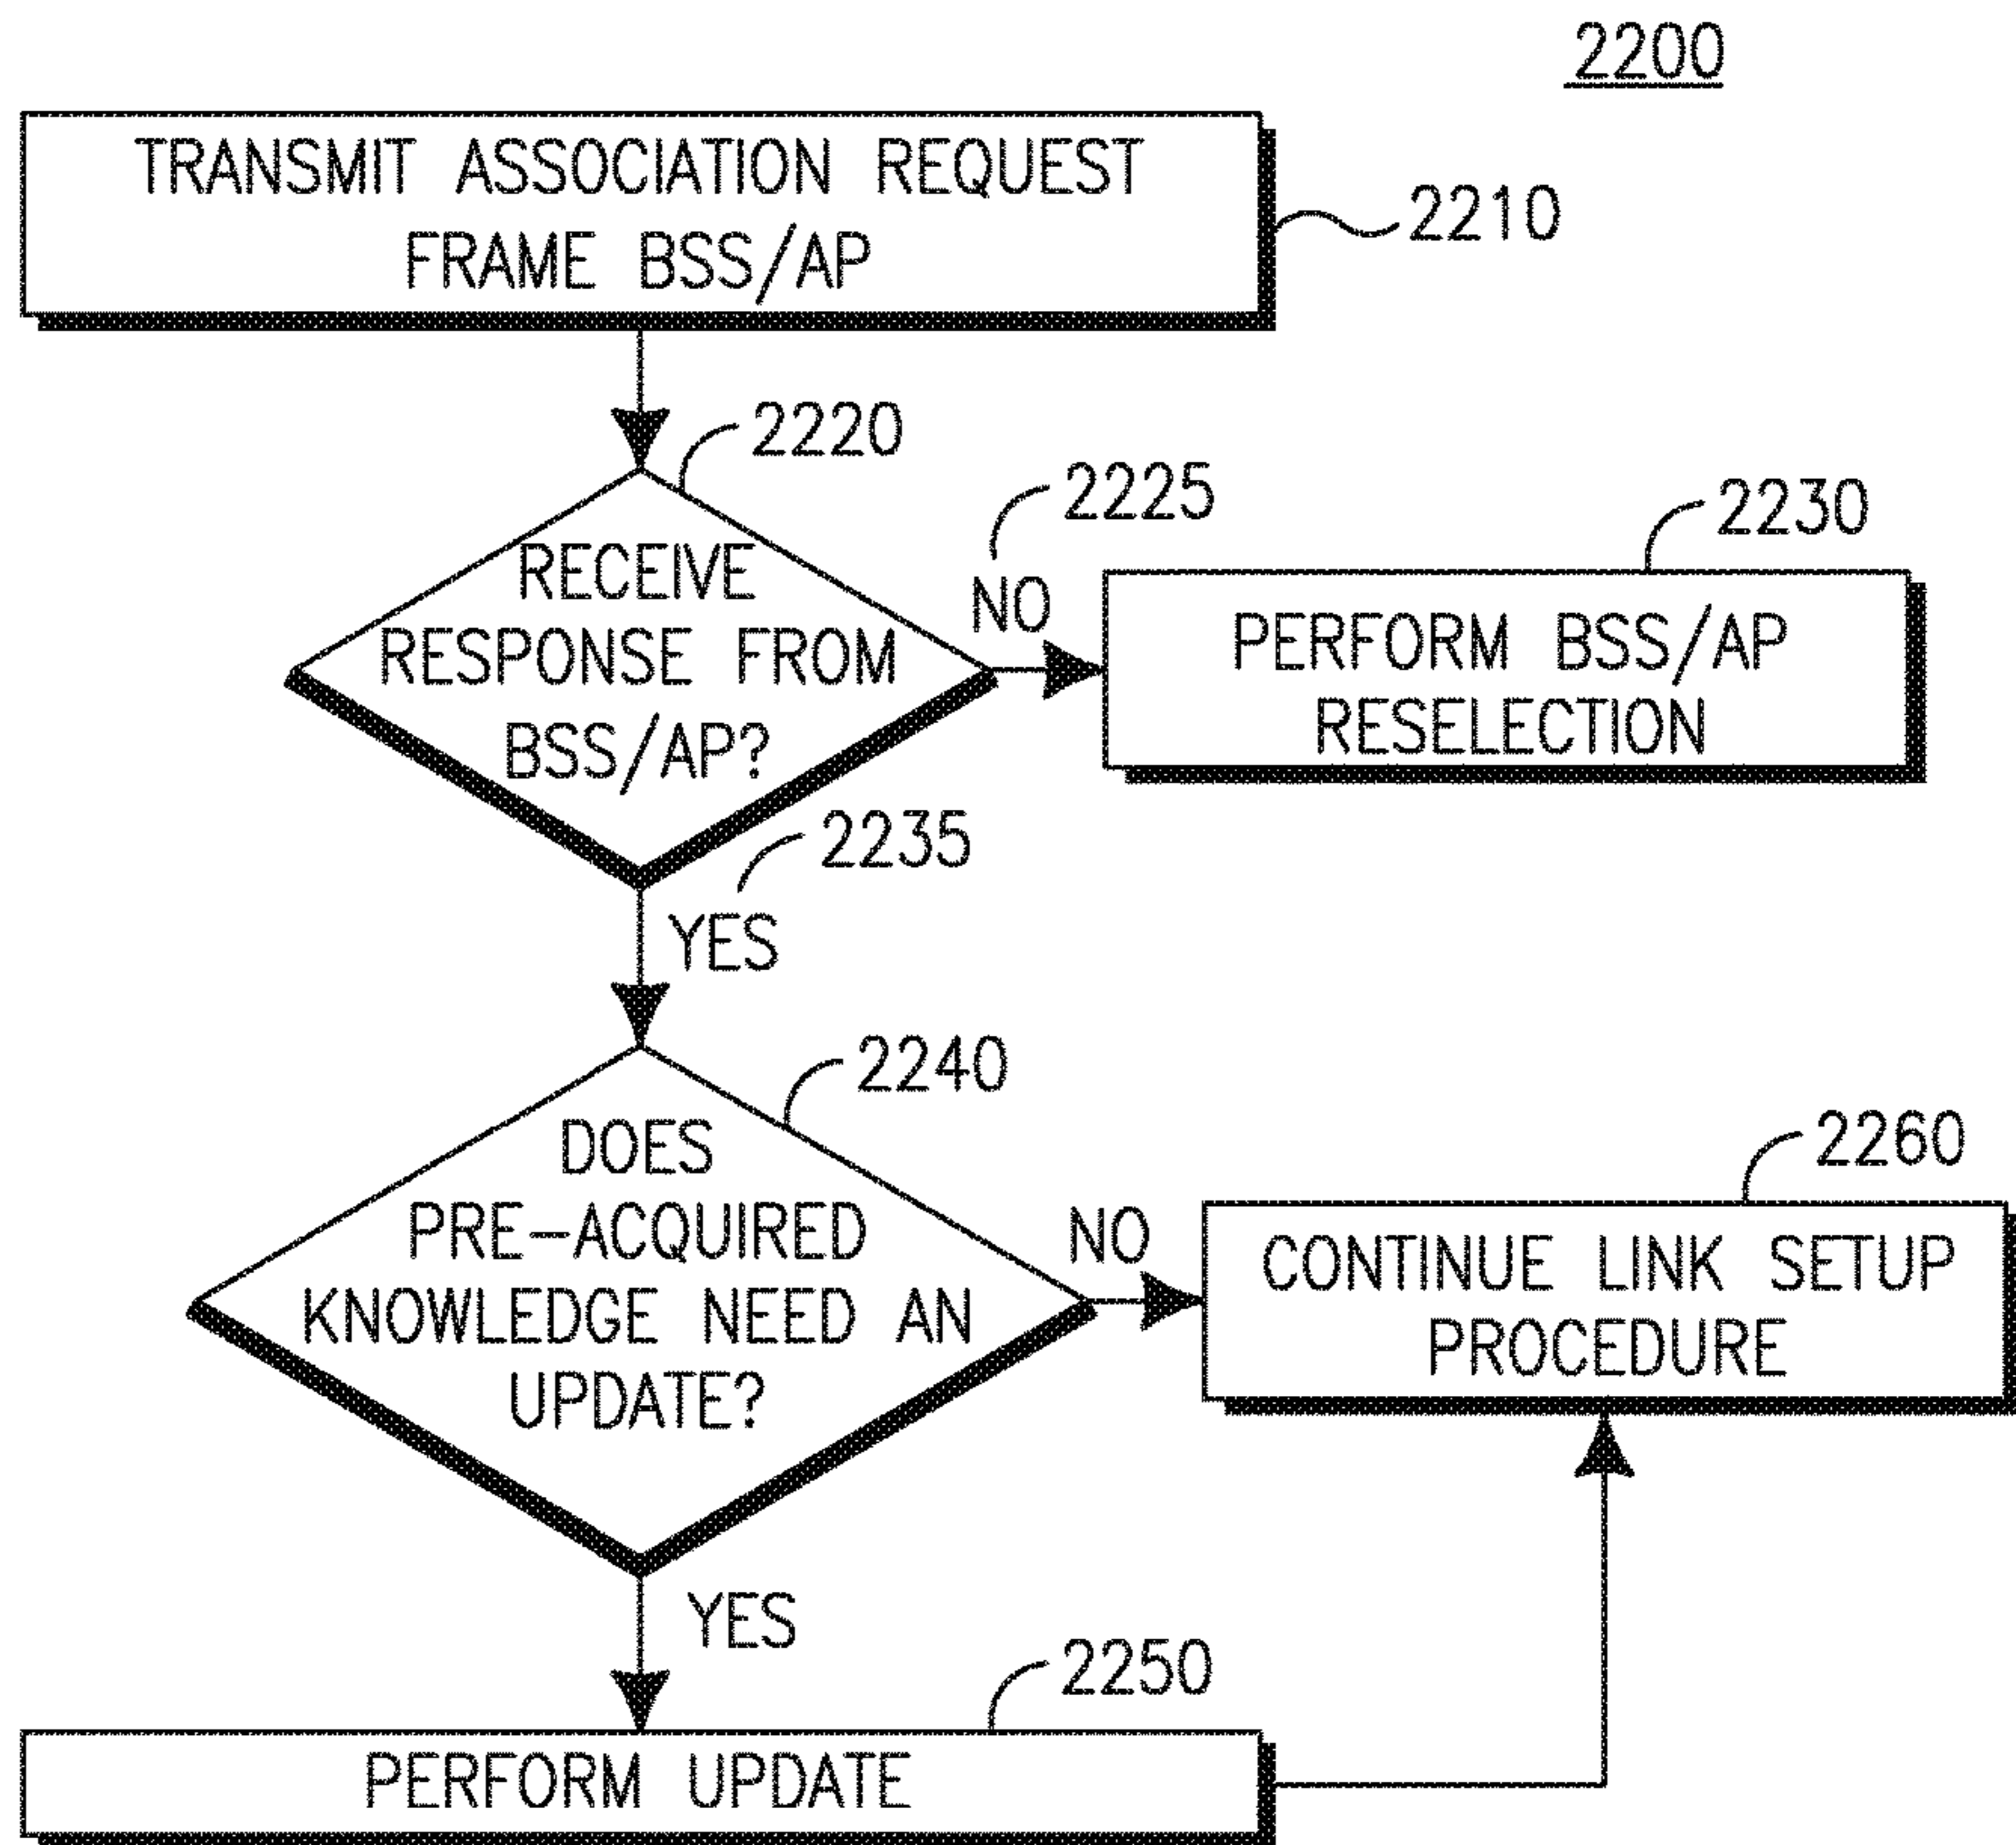 2200
TRANSMIT ASSOCIATION REQUEST
FRAME BSS/AP
2210
2220
RECEIVE
RESPONSE FROM
BSS/AP?
2225
NO
2230
PERFORM BSS/AP
RESELECTION
2235
YES
2240
DOES
PRE-ACQUIRED
KNOWLEDGE NEED AN
UPDATE?
NO
2260
CONTINUE LINK SETUP
PROCEDURE
YES
2250
PERFORM UPDATE